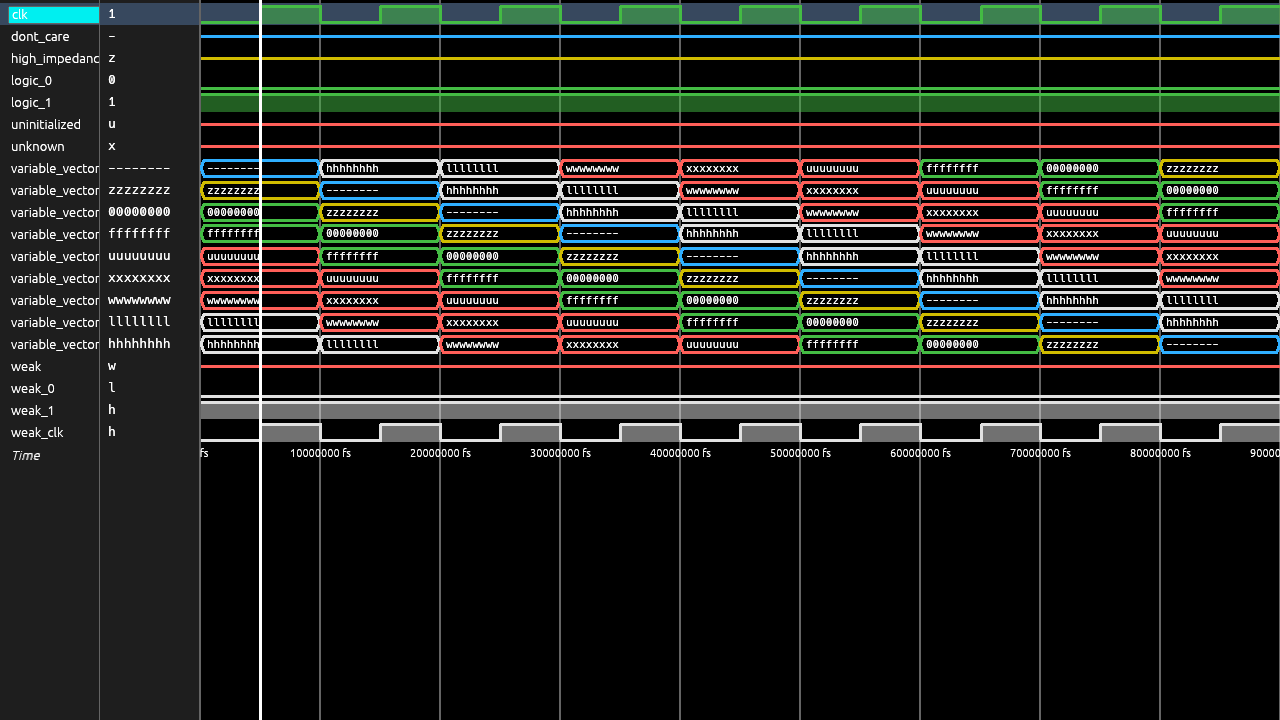 clk 1
dont_care –
high_impedanc z
logic_0 0
logic_1 1
uninitialized u
unknown x
variable_vector -------- -------- hhhhhhhh llllllll wwwwwwww xxxxxxxx uuuuuuuu ffffffff 00000000 zzzzzzzz
variable_vector zzzzzzzz zzzzzzzz -------- hhhhhhhh llllllll wwwwwwww xxxxxxxx uuuuuuuu ffffffff 00000000
variable_vector 00000000 00000000 zzzzzzzz -------- hhhhhhhh llllllll wwwwwwww xxxxxxxx uuuuuuuu ffffffff
variable_vector ffffffff ffffffff 00000000 zzzzzzzz -------- hhhhhhhh llllllll wwwwwwww xxxxxxxx uuuuuuuu
variable_vector uuuuuuuu uuuuuuuu ffffffff 00000000 zzzzzzzz -------- hhhhhhhh llllllll wwwwwwww xxxxxxxx
variable_vector xxxxxxxx xxxxxxxx uuuuuuuu ffffffff 00000000 zzzzzzzz -------- hhhhhhhh llllllll wwwwwwww
variable_vector wwwwwwww wwwwwwww xxxxxxxx uuuuuuuu ffffffff 00000000 zzzzzzzz -------- hhhhhhhh llllllll
variable_vector llllllll llllllll wwwwwwww xxxxxxxx uuuuuuuu ffffffff 00000000 zzzzzzzz -------- hhhhhhhh
variable_vector hhhhhhhh hhhhhhhh llllllll wwwwwwww xxxxxxxx uuuuuuuu ffffffff 00000000 zzzzzzzz --------
weak w
weak_0 l
weak_1 h
weak_clk h
Time fs 10000000 fs 20000000 fs 30000000 fs 40000000 fs 50000000 fs 60000000 fs 70000000 fs 80000000 fs 90000